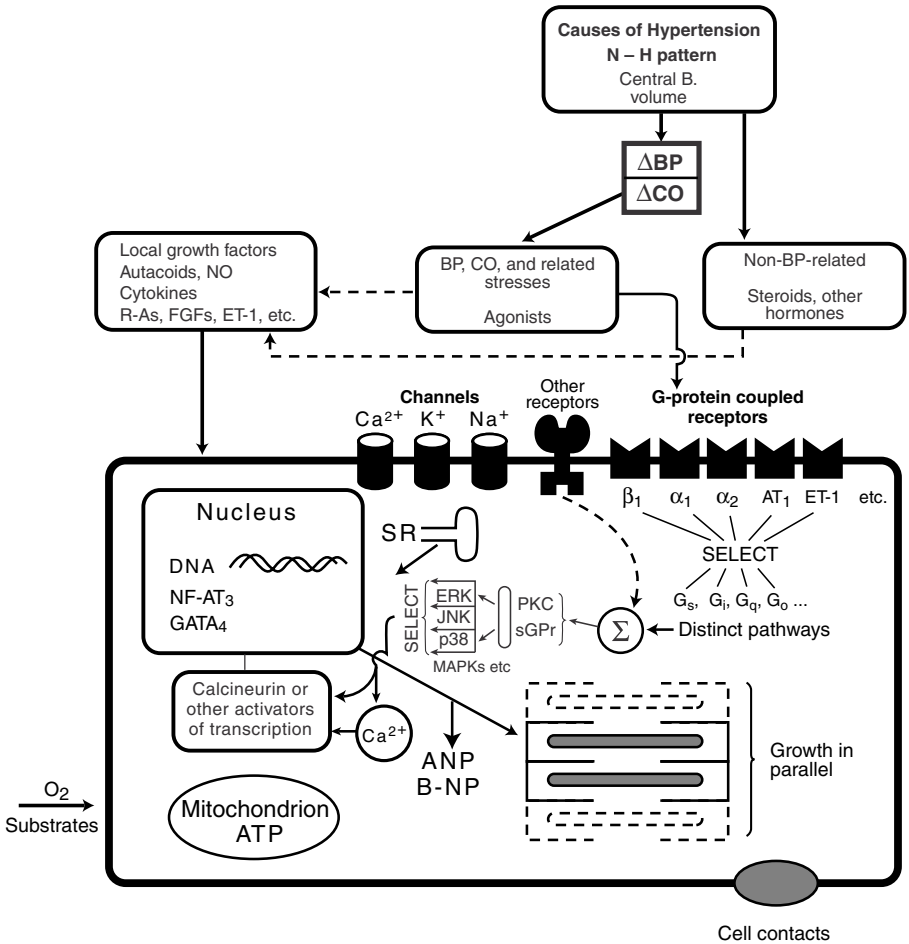 Causes of Hypertension
N – H pattern
Central B.
volume
ΔBP
ΔCO
Local growth factors
Autacoids, NO
Cytokines
R-As, FGFs, ET-1, etc.
BP, CO, and related
stresses
Agonists
Non-BP-related
Steroids, other
hormones
Channels
Ca2+ K+ Na+
Other
receptors
G-protein coupled
receptors
β1 α1 α2 AT1 ET-1 etc.
SELECT
Gs, Gi, Gq, Go ...
Nucleus
DNA
NF-AT3
GATA4
SR
SELECT
ERK
JNK
p38
MAPKs etc
PKC
sGPr
Σ
Distinct pathways
Calcineurin or
other activators
of transcription
Ca2+
ANP
B-NP
Growth in
parallel
O2
Substrates
Mitochondrion
ATP
Cell contacts